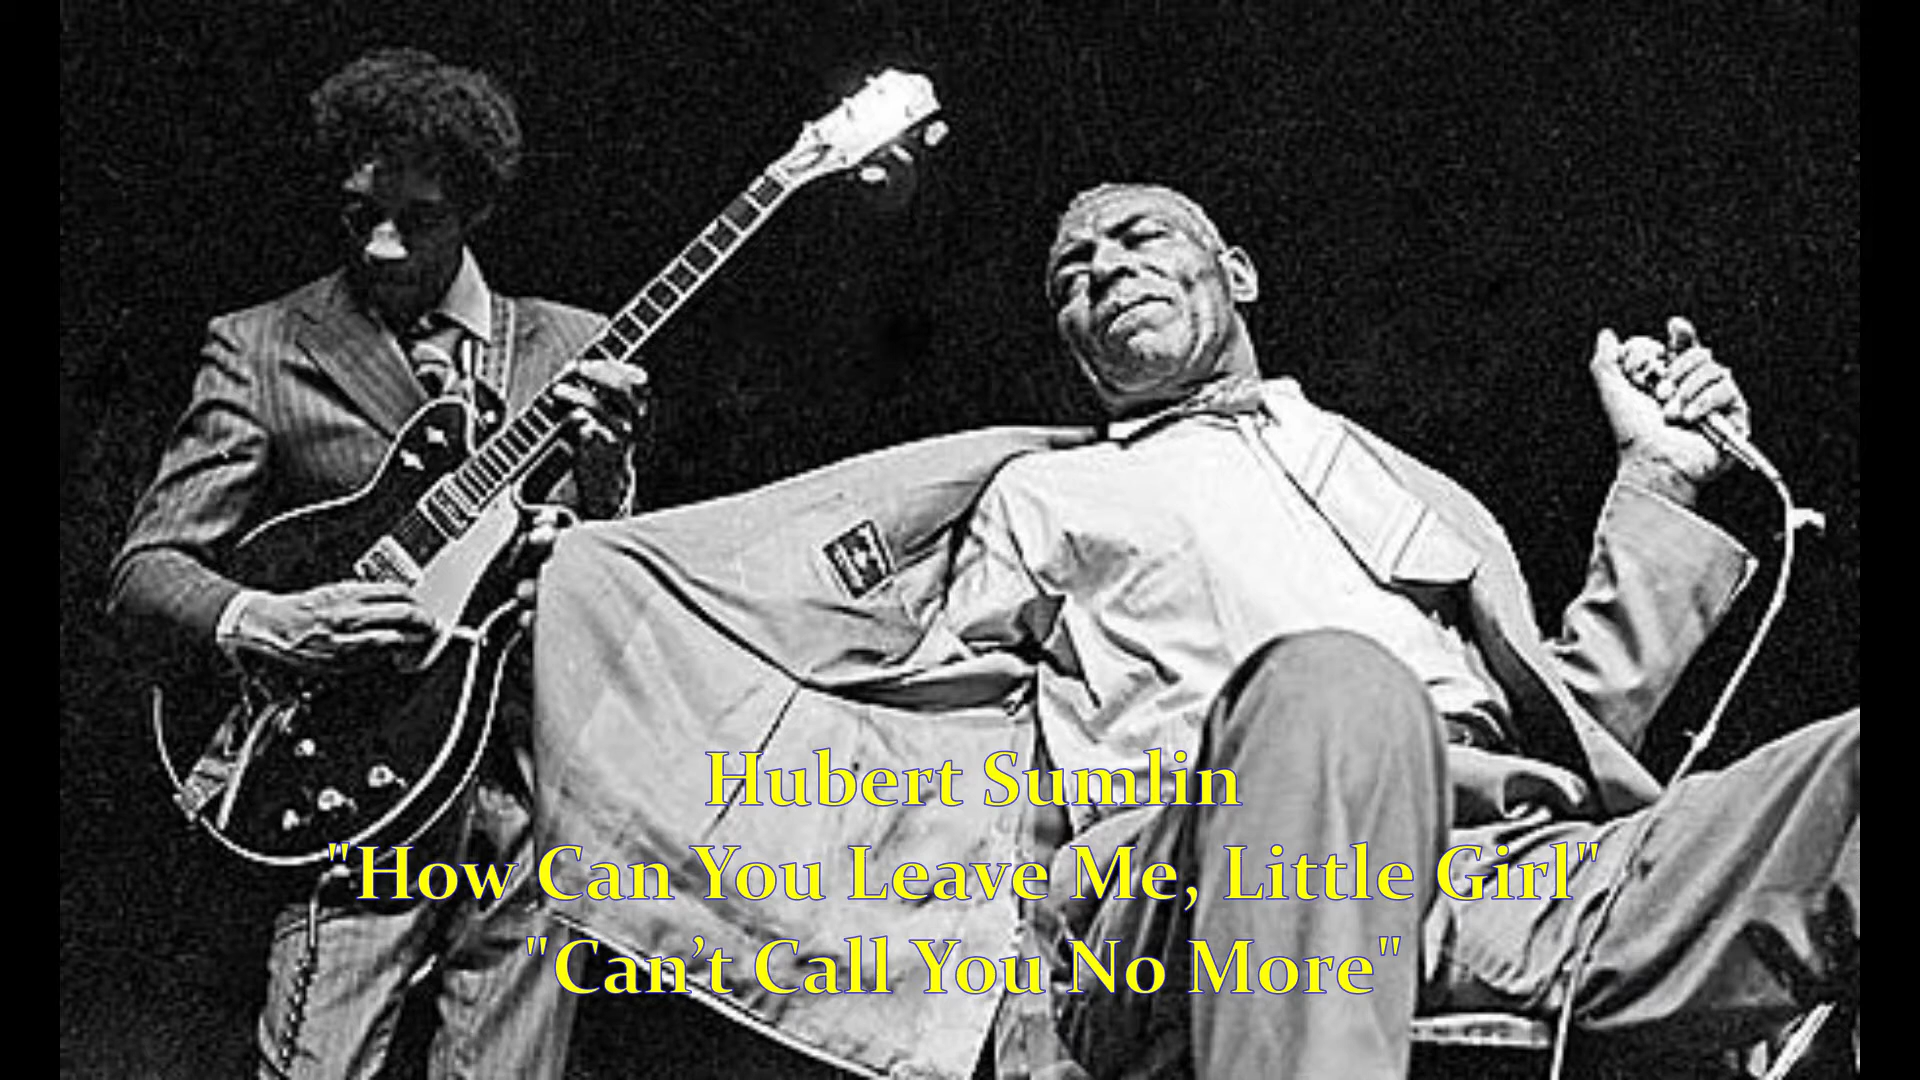 Hubert Sumlin
"How Can You Leave Me, Little Girl"
"Can’t Call You No More"